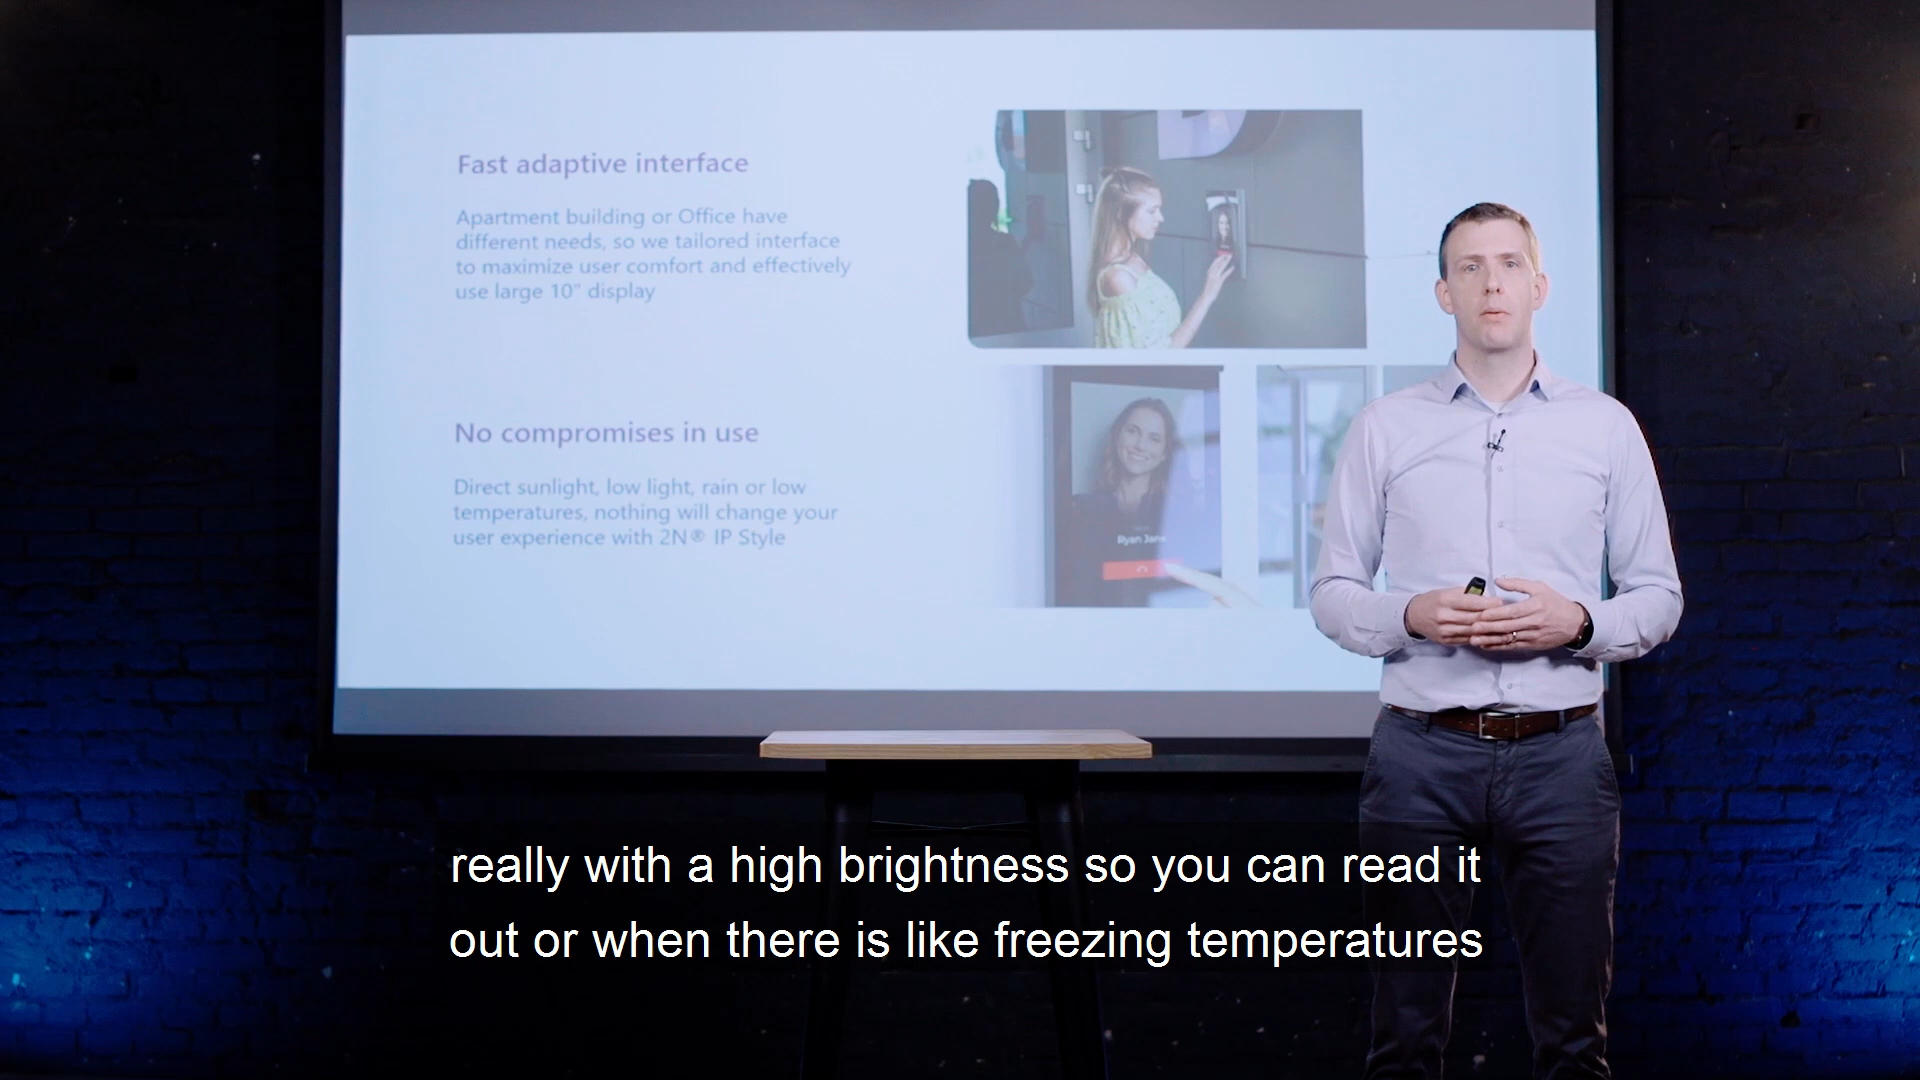 Fast adaptive interface
Apartment building or Office have
different needs, so we tailored interface
to maximize user comfort and effectively
use large 10" display
No compromises in use
Direct sunlight, low light, rain or low
temperatures, nothing will change your
user experience with 2N® IP Style
Ryan Jane
really with a high brightness so you can read it
out or when there is like freezing temperatures